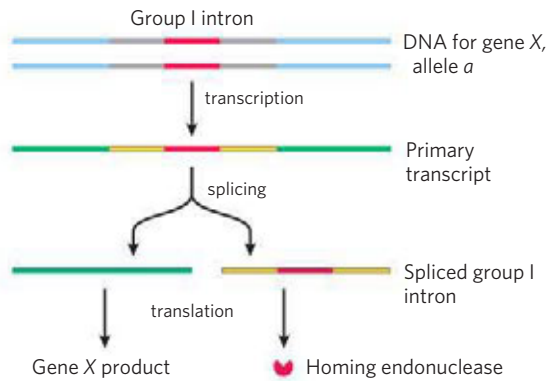 Group I intron
DNA for gene X,
allele a
transcription
Primary
transcript
splicing
Spliced group I
intron
translation
Gene X product
Homing endonuclease